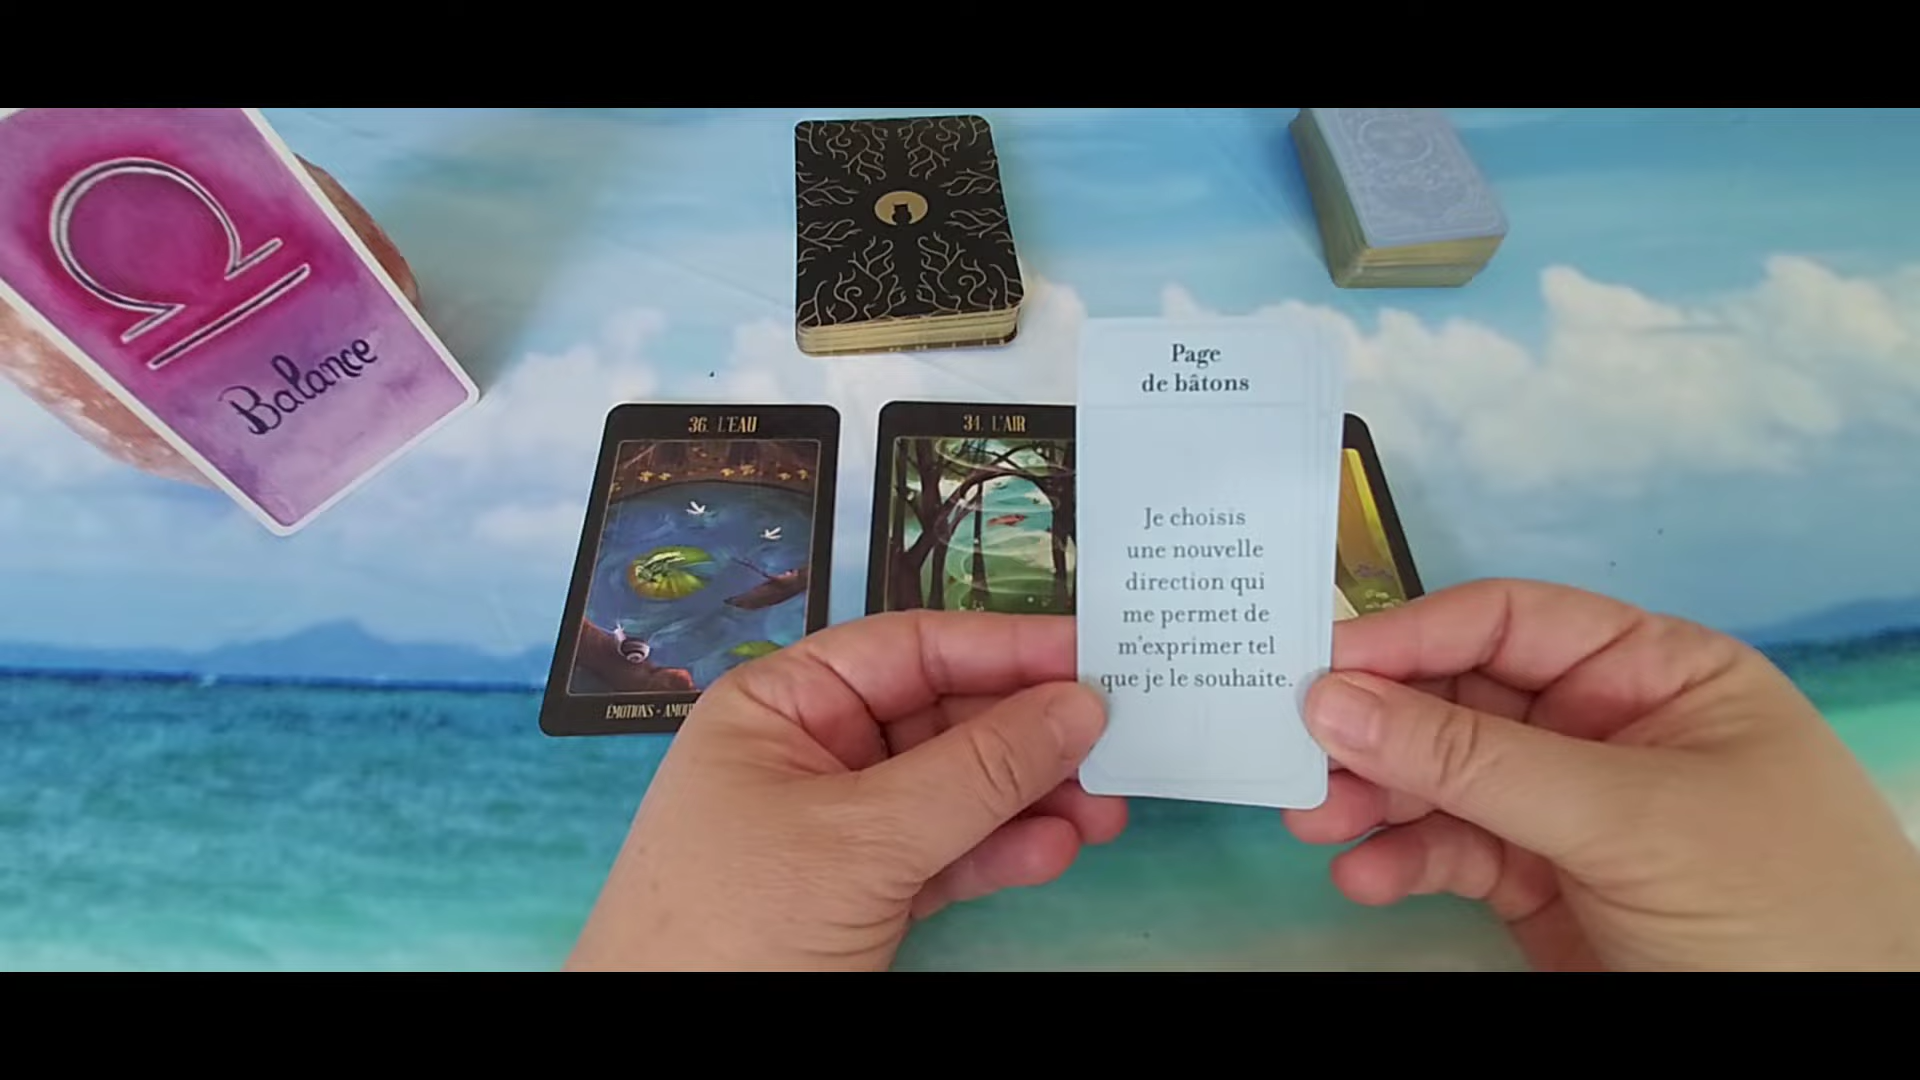 Balance
36. L'EAU
34. L'AIR
ÉMOTIONS -
Page
de bâtons
Je choisis
une nouvelle
direction qui
me permet de
m'exprimer tel
que je le souhaite.